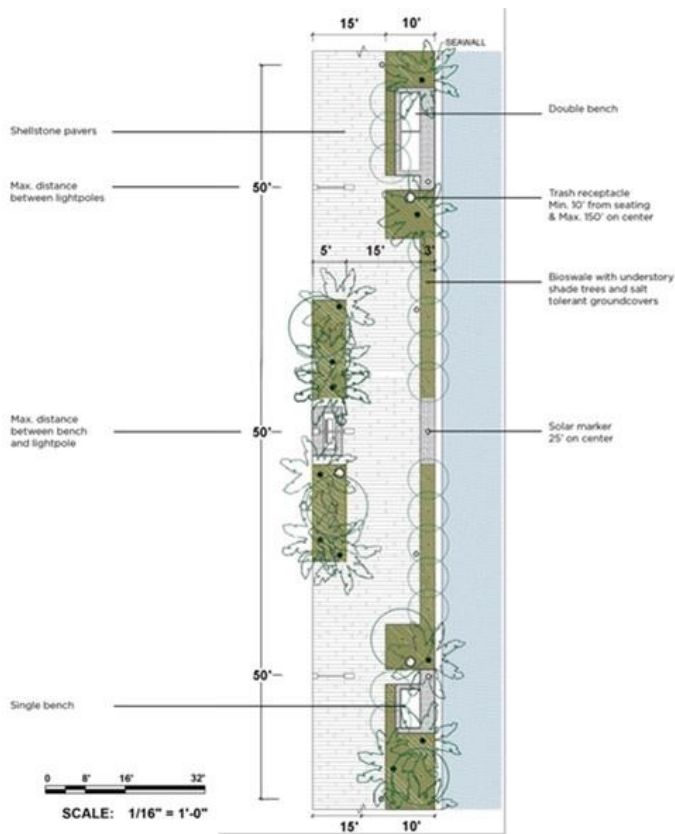 15'
10'
SEAWALL
Double bench
Shellstone pavers
Max. distance
between lightpoles
50'
Trash receptacle
Min. 10' from seating
& Max. 150' on center
5'
15'
3'
Bioswale with understory
shade trees and salt
tolerant groundcovers
Max. distance
between bench
and lightpole
50'
Solar marker
25' on center
50'
Single bench
0
8'
16'
32'
SCALE: 1/16" = 1'-0"
15'
10'